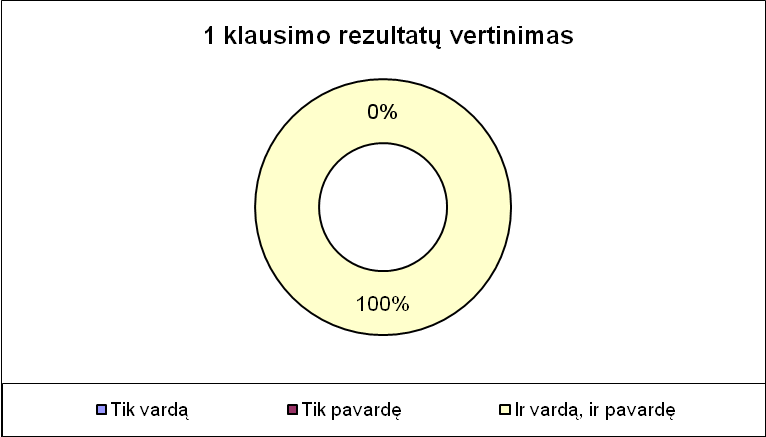 1 klausimo rezultatų vertinimas
0%
100%
Tik vardą
Tik pavardę
Ir vardą, ir pavardę